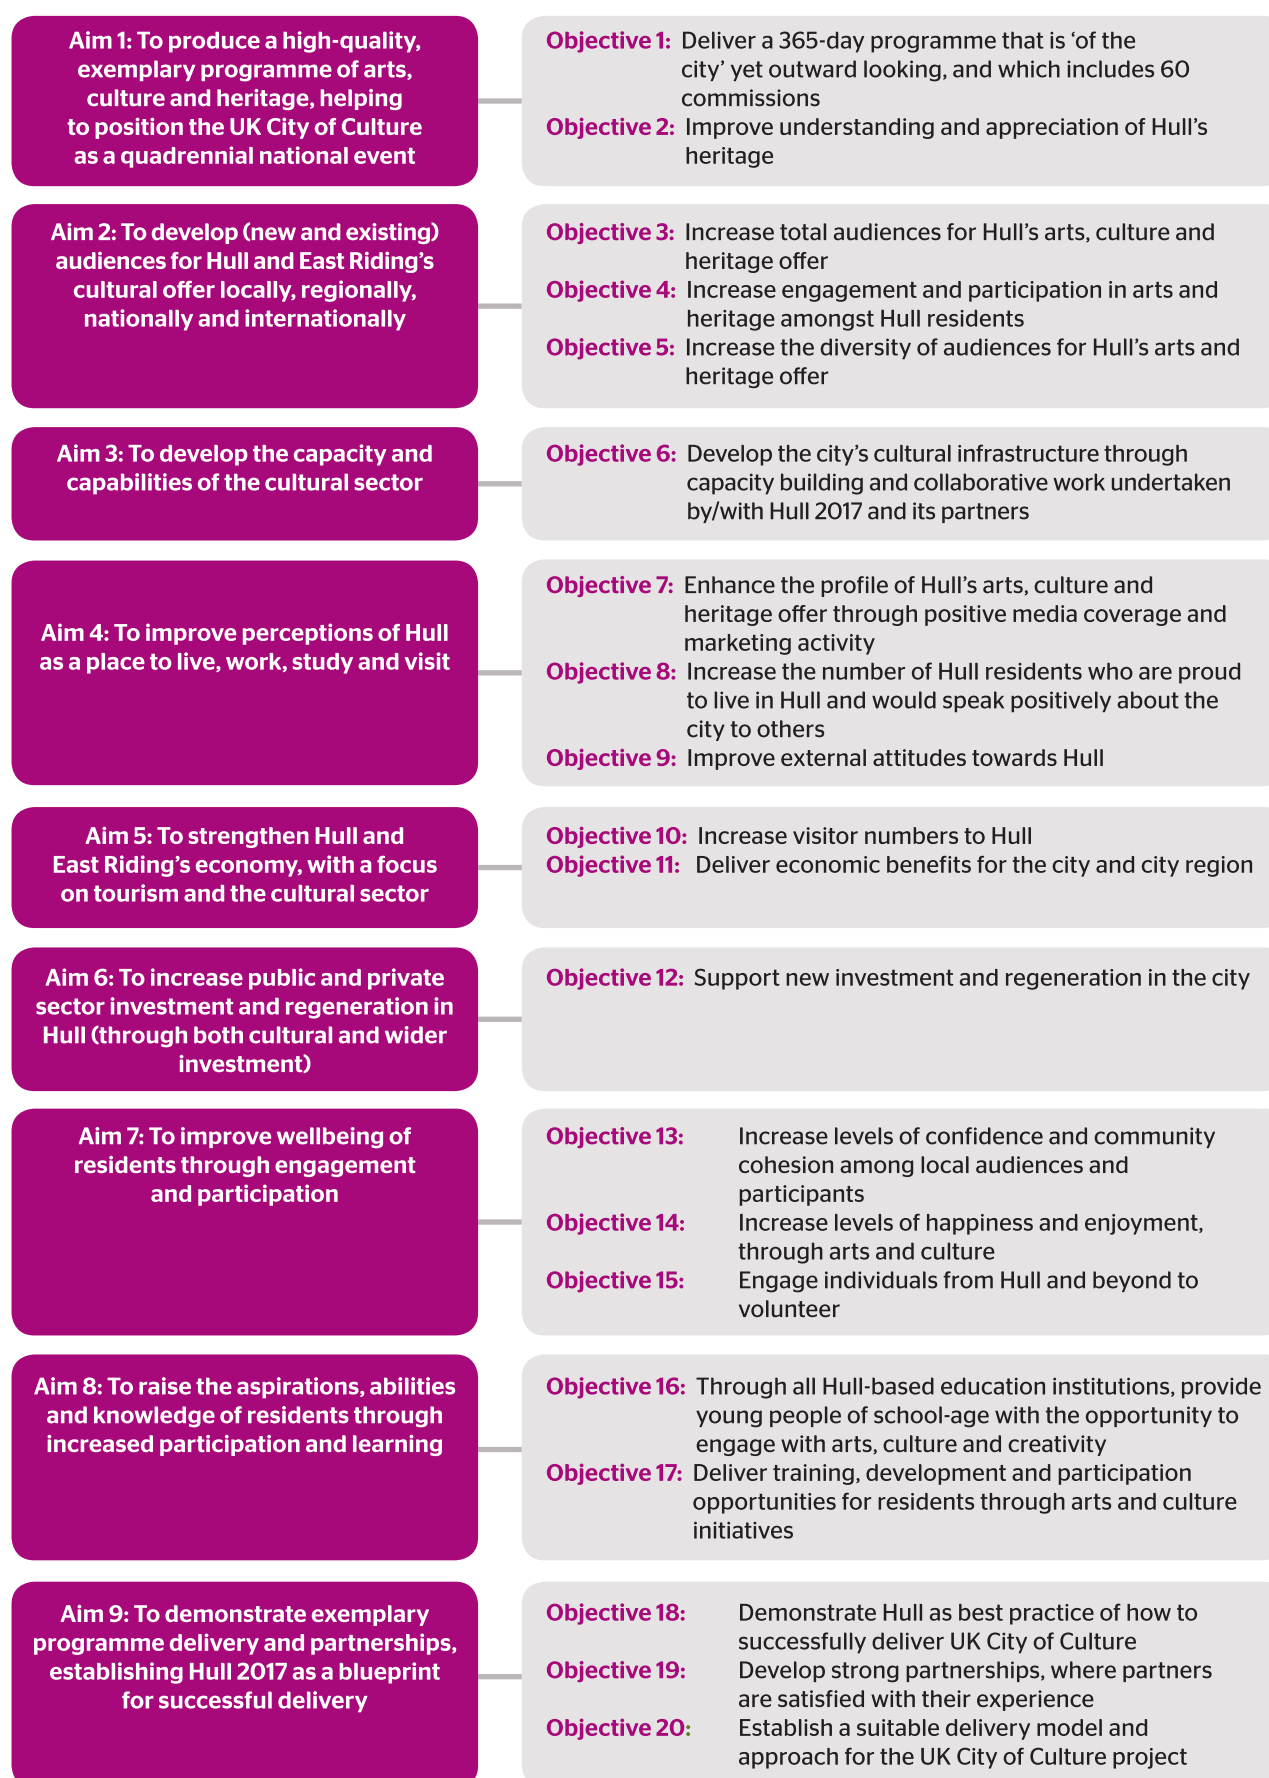 Aim 1: To produce a high-quality,
exemplary programme of arts,
culture and heritage, helping
to position the UK City of Culture
as a quadrennial national event
Objective 1: Deliver a 365-day programme that is ‘of the
city’ yet outward looking, and which includes 60
commissions
Objective 2: Improve understanding and appreciation of Hull’s
heritage
Aim 2: To develop (new and existing)
audiences for Hull and East Riding’s
cultural offer locally, regionally,
nationally and internationally
Objective 3: Increase total audiences for Hull’s arts, culture and
heritage offer
Objective 4: Increase engagement and participation in arts and
heritage amongst Hull residents
Objective 5: Increase the diversity of audiences for Hull’s arts and
heritage offer
Aim 3: To develop the capacity and
capabilities of the cultural sector
Objective 6: Develop the city’s cultural infrastructure through
capacity building and collaborative work undertaken
by/with Hull 2017 and its partners
Aim 4: To improve perceptions of Hull
as a place to live, work, study and visit
Objective 7: Enhance the profile of Hull’s arts, culture and
heritage offer through positive media coverage and
marketing activity
Objective 8: Increase the number of Hull residents who are proud
to live in Hull and would speak positively about the
city to others
Objective 9: Improve external attitudes towards Hull
Aim 5: To strengthen Hull and
East Riding’s economy, with a focus
on tourism and the cultural sector
Objective 10: Increase visitor numbers to Hull
Objective 11: Deliver economic benefits for the city and city region
Aim 6: To increase public and private
sector investment and regeneration in
Hull (through both cultural and wider
investment)
Objective 12: Support new investment and regeneration in the city
Aim 7: To improve wellbeing of
residents through engagement
and participation
Objective 13: Increase levels of confidence and community
cohesion among local audiences and
participants
Objective 14: Increase levels of happiness and enjoyment,
through arts and culture
Objective 15: Engage individuals from Hull and beyond to
volunteer
Aim 8: To raise the aspirations, abilities
and knowledge of residents through
increased participation and learning
Objective 16: Through all Hull-based education institutions, provide
young people of school-age with the opportunity to
engage with arts, culture and creativity
Objective 17: Deliver training, development and participation
opportunities for residents through arts and culture
initiatives
Aim 9: To demonstrate exemplary
programme delivery and partnerships,
establishing Hull 2017 as a blueprint
for successful delivery
Objective 18: Demonstrate Hull as best practice of how to
successfully deliver UK City of Culture
Objective 19: Develop strong partnerships, where partners
are satisfied with their experience
Objective 20: Establish a suitable delivery model and
approach for the UK City of Culture project